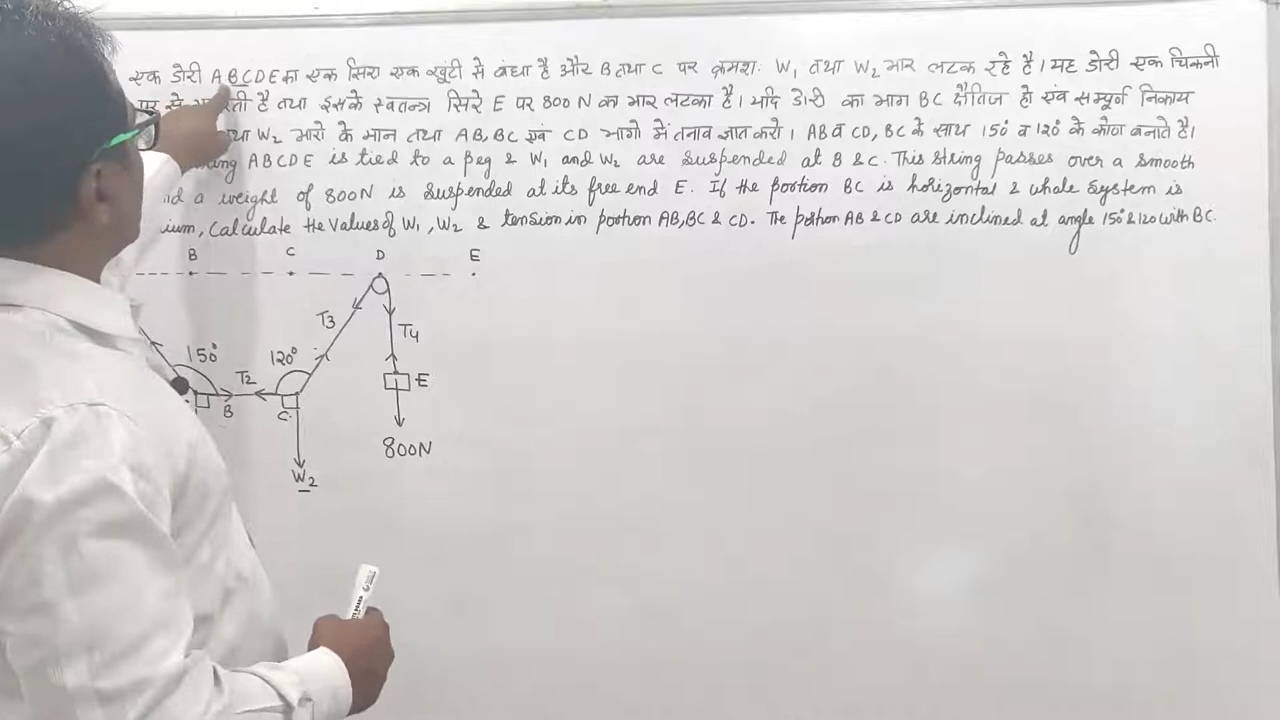 एक डोरी ABCDE का एक सिरा एक खूंटी से बंधा है और B तथा C पर क्रमशः W1 तथा W2 भार लटक रहे है। यह डोरी एक चिकनी
पर से है तथा इसके स्वतन्त्र सिरे E पर 800 N का भार लटका है। यदि डोरी का भाग BC क्षैतिज हो एवं सम्पूर्ण निकाय
W2 भारो के मान तथा AB, BC एवं CD भागो में तनाव ज्ञात करो। AB व CD, BC के साथ 150° व 120° के कोण बनाते है।
ABCDE is tied to a peg & W1 and W2 are suspended at B & C. This string passes over a smooth
a weight of 800N is suspended at its free end E. If the portion BC is horizontal & whole system is
Calculate the values of W1, W2 & tension in portion AB, BC & CD. The portion AB & CD are inclined at angle 150° & 120 with BC.
B C D E
T3
T4
150° 120°
T2
E
B C
800N
W2